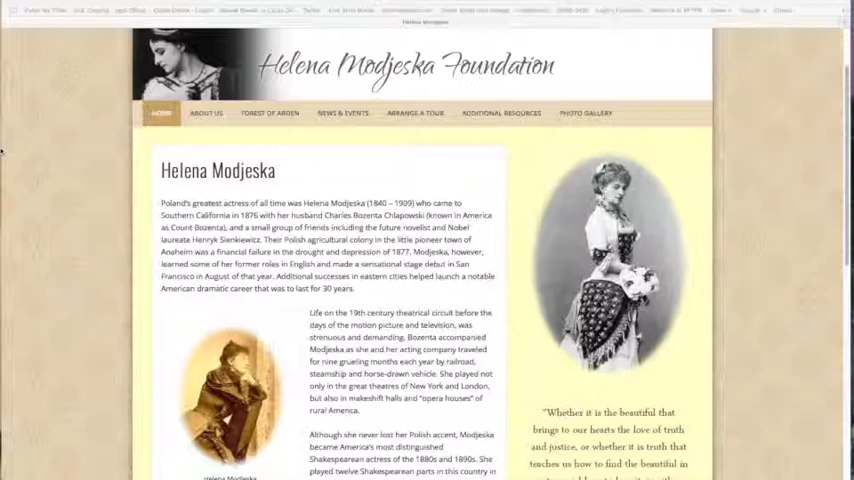 Helena Modjeska
Helena Modjeska Foundation
HOME ABOUT US FOREST OF ARDEN NEWS & EVENTS ARRANGE A TOUR ADDITIONAL RESOURCES PHOTO GALLERY
Helena Modjeska
Poland's greatest actress of all time was Helena Modjeska (1840 – 1909) who came to
Southern California in 1876 with her husband Charles Bozenta Chlapowski (known in America
as Count Bozenta), and a small group of friends including the future novelist and Nobel
laureate Henryk Sienkiewicz. Their Polish agricultural colony in the little pioneer town of
Anaheim was a financial failure in the drought and depression of 1877. Modjeska, however,
learned some of her former roles in English and made a sensational stage debut in San
Francisco in August of that year. Additional successes in eastern cities helped launch a notable
American dramatic career that was to last for 30 years.
Life on the 19th century theatrical circuit before the
days of the motion picture and television, was
strenuous and demanding. Bozenta accompanied
Modjeska as she and her acting company traveled
for nine grueling months each year by railroad,
steamship and horse-drawn vehicle. She played not
only in the great theatres of New York and London,
but also in makeshift halls and "opera houses" of
rural America.
Although she never lost her Polish accent, Modjeska
became America's most distinguished
Shakespearean actress of the 1880s and 1890s. She
played twelve Shakespearean parts in this country in
Helena Modjeska
"Whether it is the beautiful that
brings to our hearts the love of truth
and justice, or whether it is truth that
teaches us how to find the beautiful in